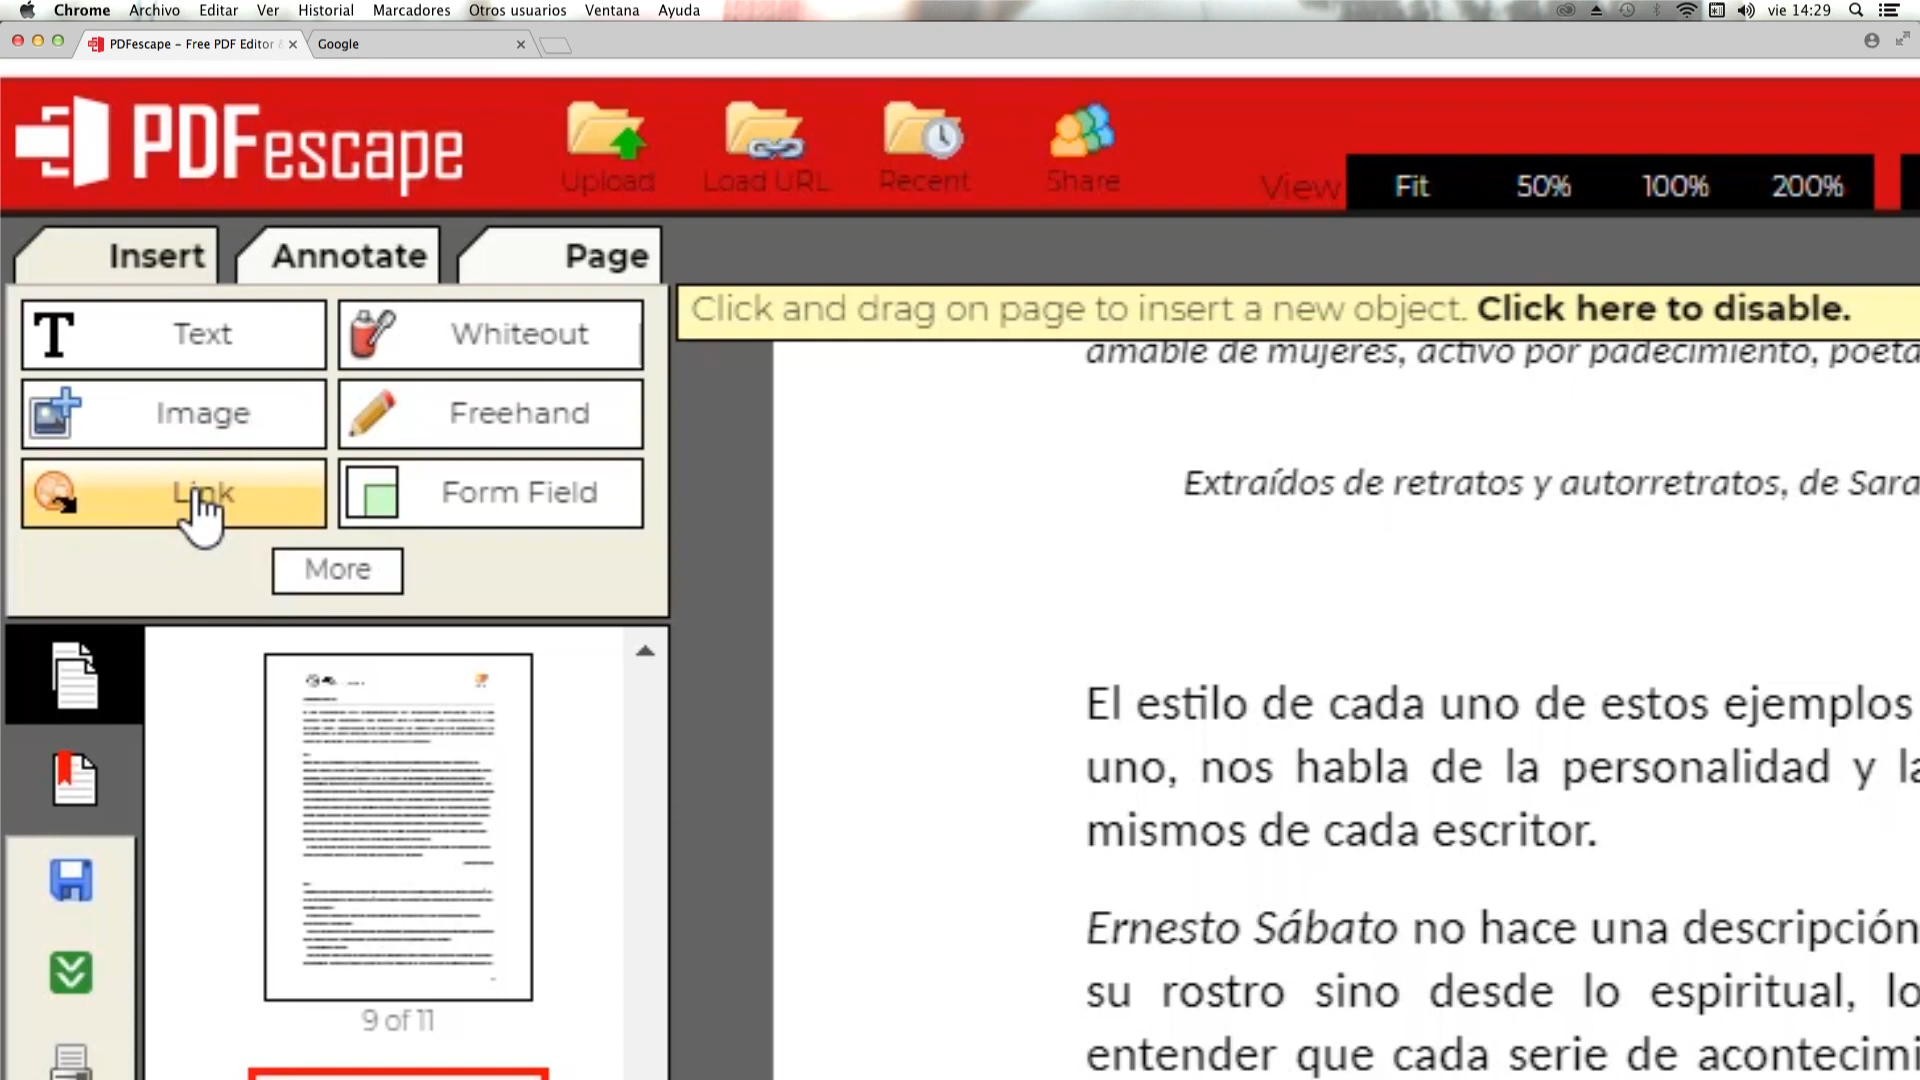 Chrome Archivo Editar Ver Historial Marcadores Otros usuarios Ventana Ayuda vie 14:29
PDFescape – Free PDF Editor Google
PDFescape
Upload Load URL Recent Share View Fit 50% 100% 200%
Insert Annotate Page
Click and drag on page to insert a new object. Click here to disable.
Text Whiteout
Image Freehand
Link Form Field
More
9 of 11
amable de mujeres, activo por padecimiento, poeta
Extraídos de retratos y autorretratos, de Sara
El estilo de cada uno de estos ejemplos
uno, nos habla de la personalidad y la
mismos de cada escritor.
Ernesto Sábato no hace una descripción
su rostro sino desde lo espiritual, lo
entender que cada serie de acontecimi